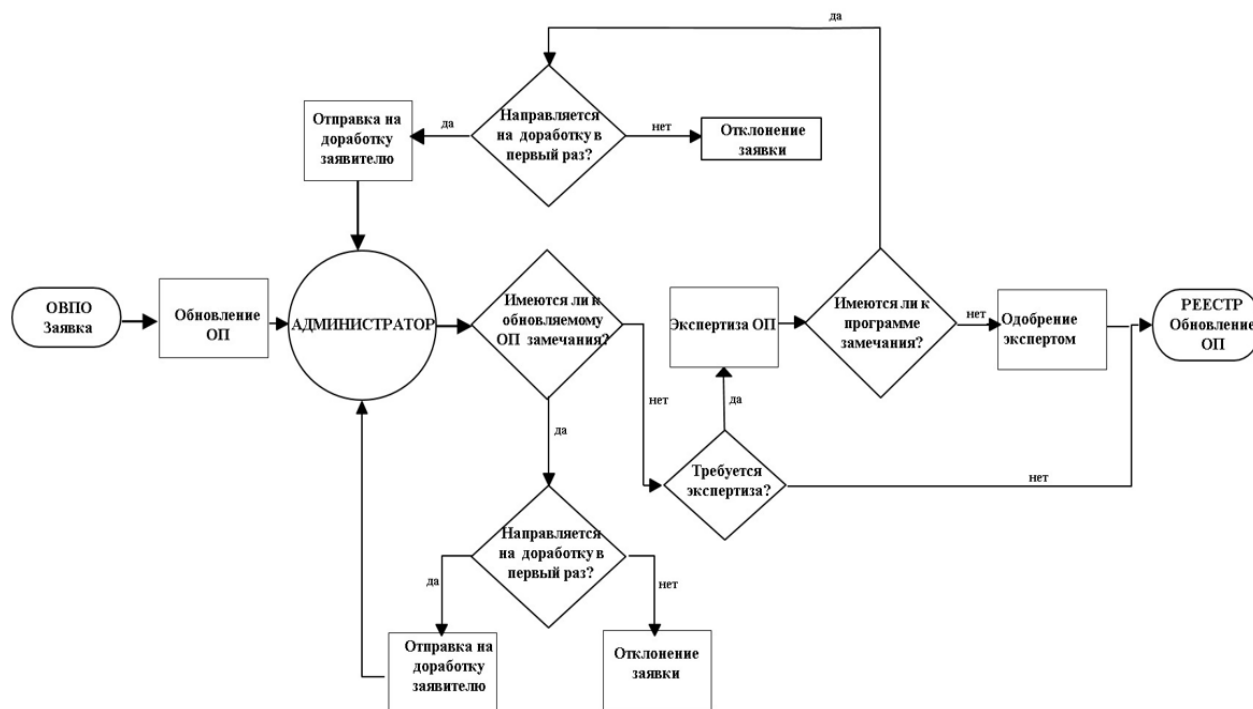 да
Направляется
на доработку в
первый раз?
да
нет
Отправка на
доработку
заявителю
Отклонение
заявки
ОВПО
Заявка
Обновление
ОП
АДМИНИСТРАТОР
Имеются ли к
обновляемому
ОП замечания?
Экспертиза ОП
Имеются ли к
программе
замечания?
нет
Одобрение
экспертом
РЕЕСТР
Обновление
ОП
нет
да
да
Требуется
экспертиза?
нет
Направляется
на доработку в
первый раз?
да
нет
Отправка на
доработку
заявителю
Отклонение
заявки